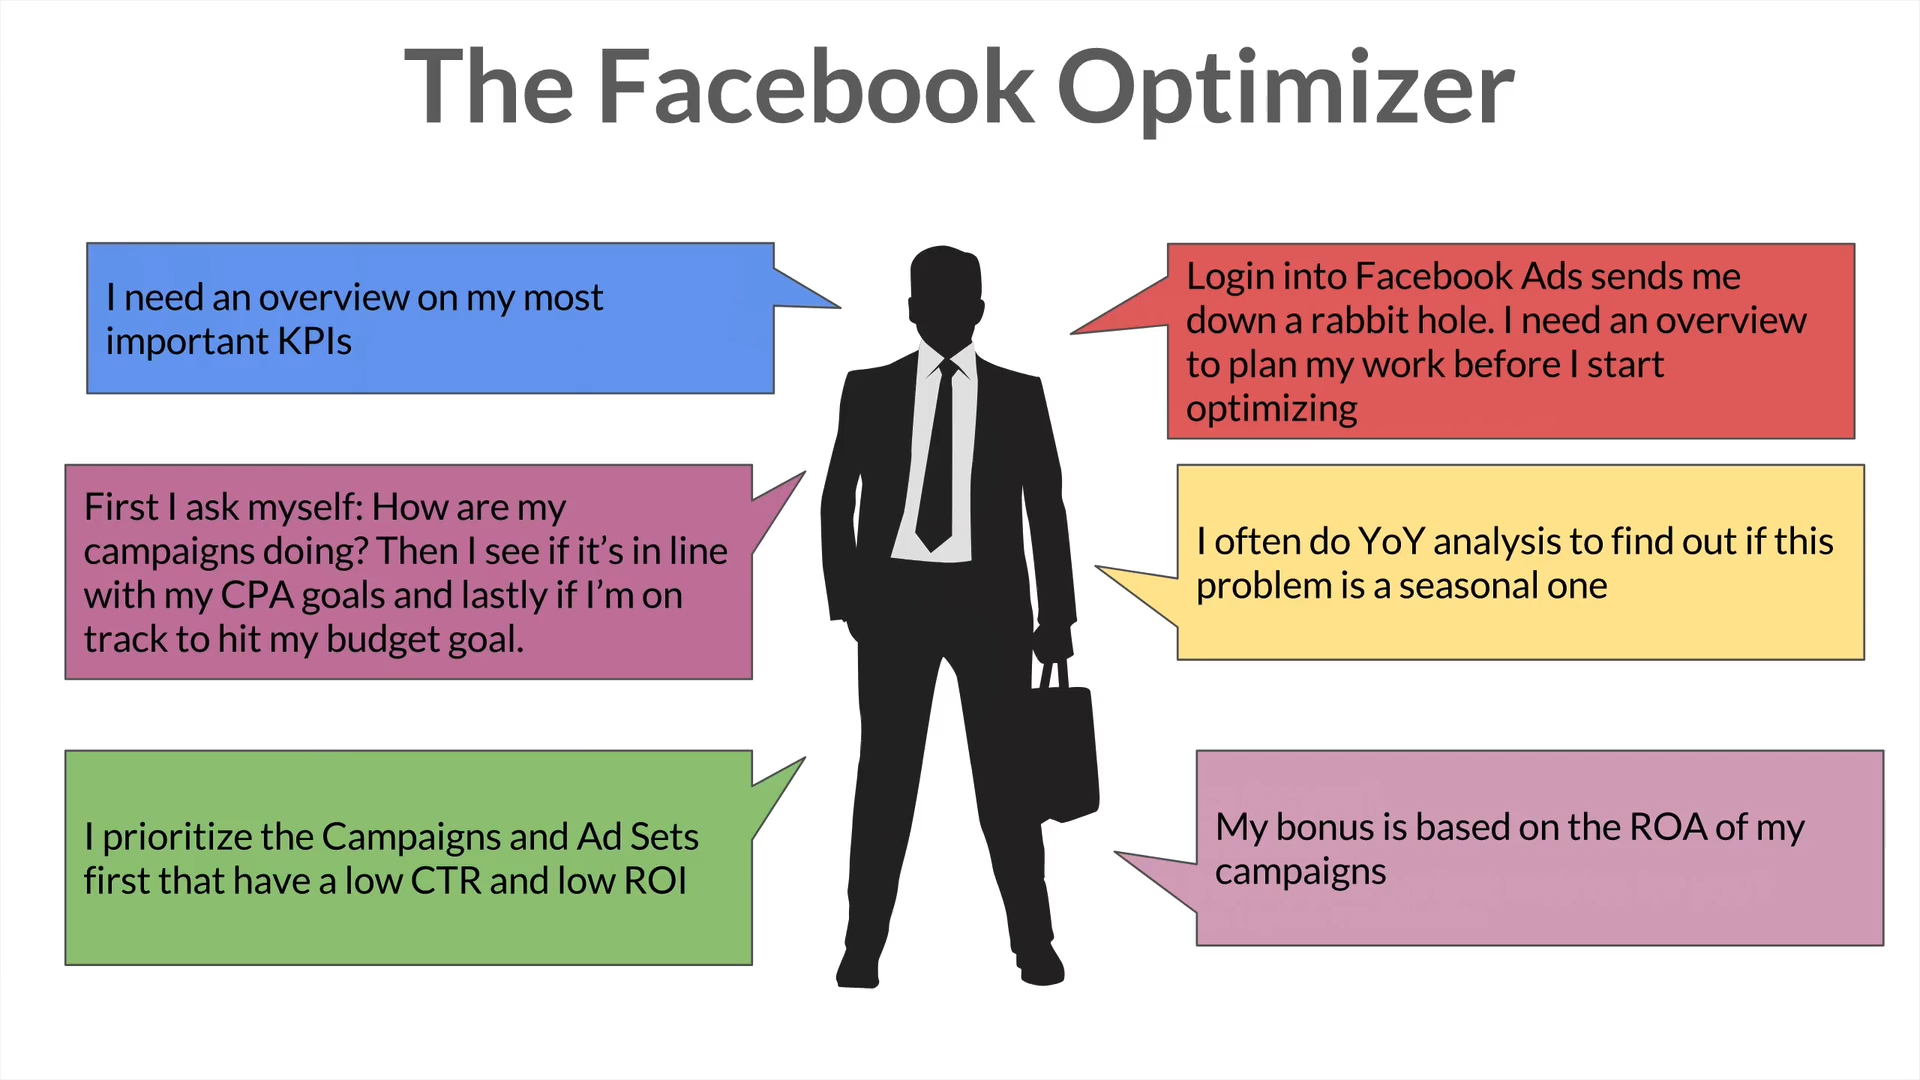 The Facebook Optimizer
I need an overview on my most
important KPIs
Login into Facebook Ads sends me
down a rabbit hole. I need an overview
to plan my work before I start
optimizing
First I ask myself: How are my
campaigns doing? Then I see if it’s in line
with my CPA goals and lastly if I’m on
track to hit my budget goal.
I often do YoY analysis to find out if this
problem is a seasonal one
I prioritize the Campaigns and Ad Sets
first that have a low CTR and low ROI
My bonus is based on the ROA of my
campaigns